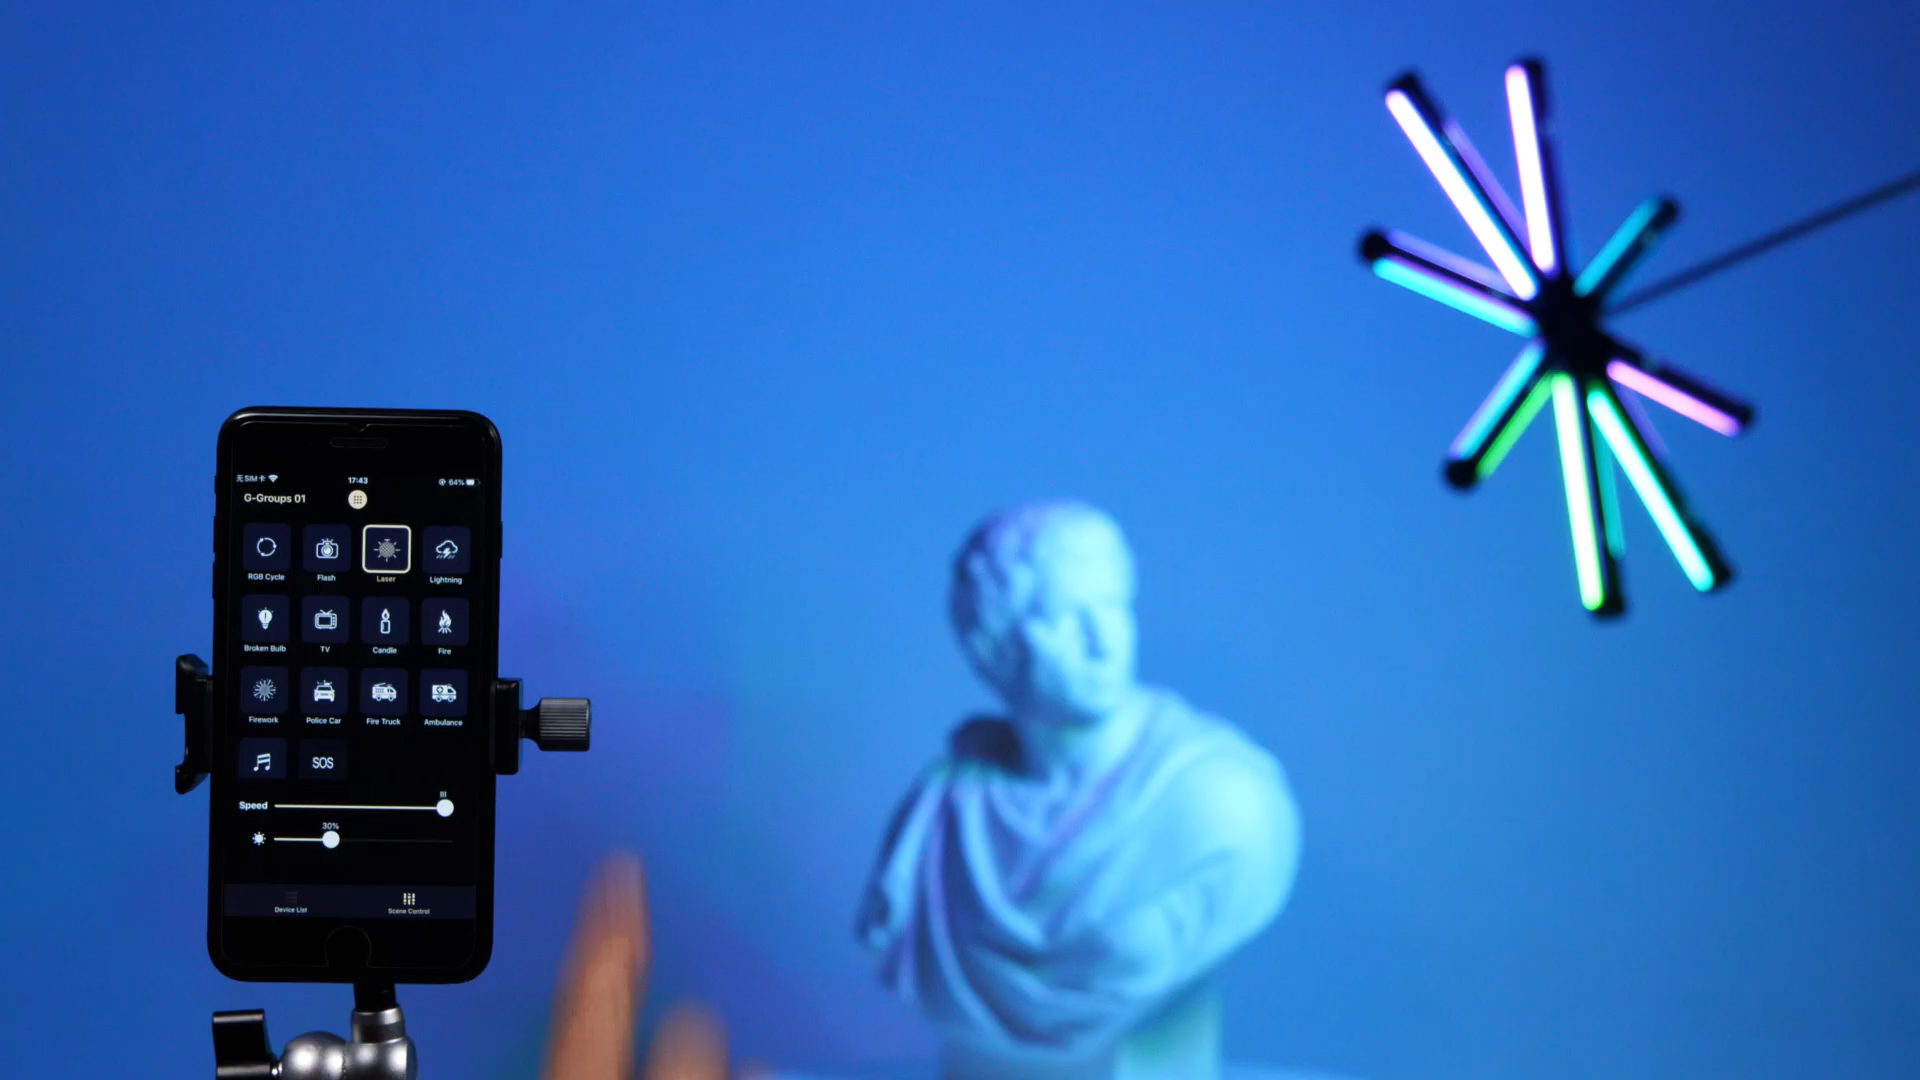 无SIM卡 17:43 64%
G-Groups 01
RGB Cycle Flash Laser Lightning
Broken Bulb TV Candle Fire
Firework Police Car Fire Truck Ambulance
SOS
Speed
30%
Device List Scene Control